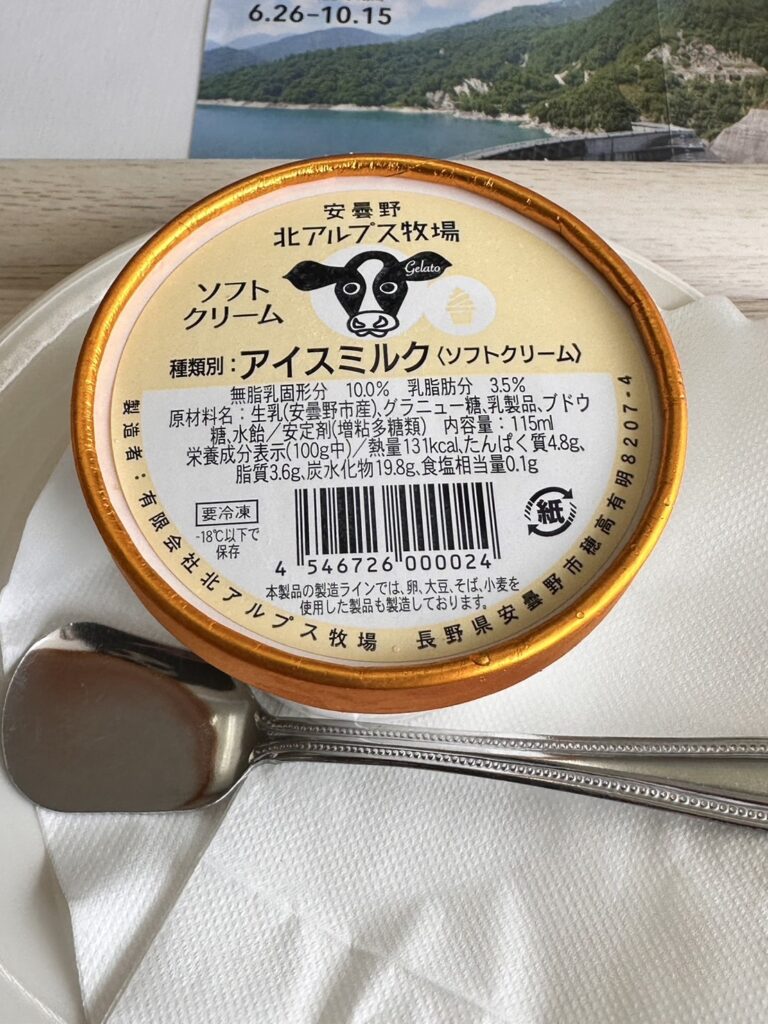 6.26-10.15
安曇野
北アルプス牧場
Gelato
ソフト
クリーム
種類別：アイスミルク〈ソフトクリーム〉
無脂乳固形分 10.0% 乳脂肪分 3.5%
原材料名：生乳(安曇野市産)、グラニュー糖、乳製品、ブドウ
糖、水飴／安定剤(増粘多糖類) 内容量：115ml
栄養成分表示(100g中)／熱量131kcal、たんぱく質4.8g、
脂質3.6g、炭水化物19.8g、食塩相当量0.1g
要冷凍
-18℃以下で
保存
紙
4 546726 000024
本製品の製造ラインでは、卵、大豆、そば、小麦を
使用した製品も製造しております。
製造者：有限会社北アルプス牧場 長野県安曇野市穂高有明8207-4